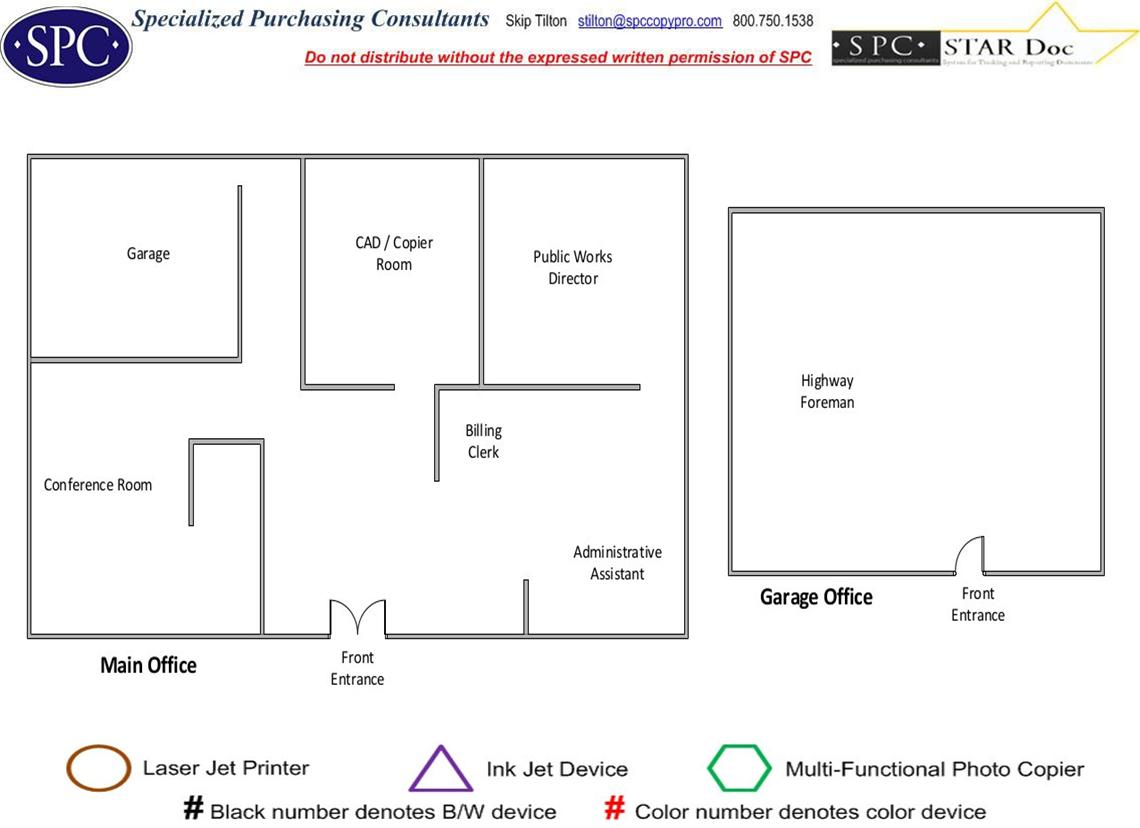 ·SPC· Specialized Purchasing Consultants Skip Tilton stilton@spccopypro.com 800.750.1538
Do not distribute without the expressed written permission of SPC
·SPC· STAR Doc
specialized purchasing consultants System for Tracking and Reporting Documents
Garage
CAD / Copier
Room
Public Works
Director
Highway
Foreman
Billing
Clerk
Conference Room
Administrative
Assistant
Garage Office
Front
Entrance
Main Office
Front
Entrance
Laser Jet Printer Ink Jet Device Multi-Functional Photo Copier
# Black number denotes B/W device # Color number denotes color device